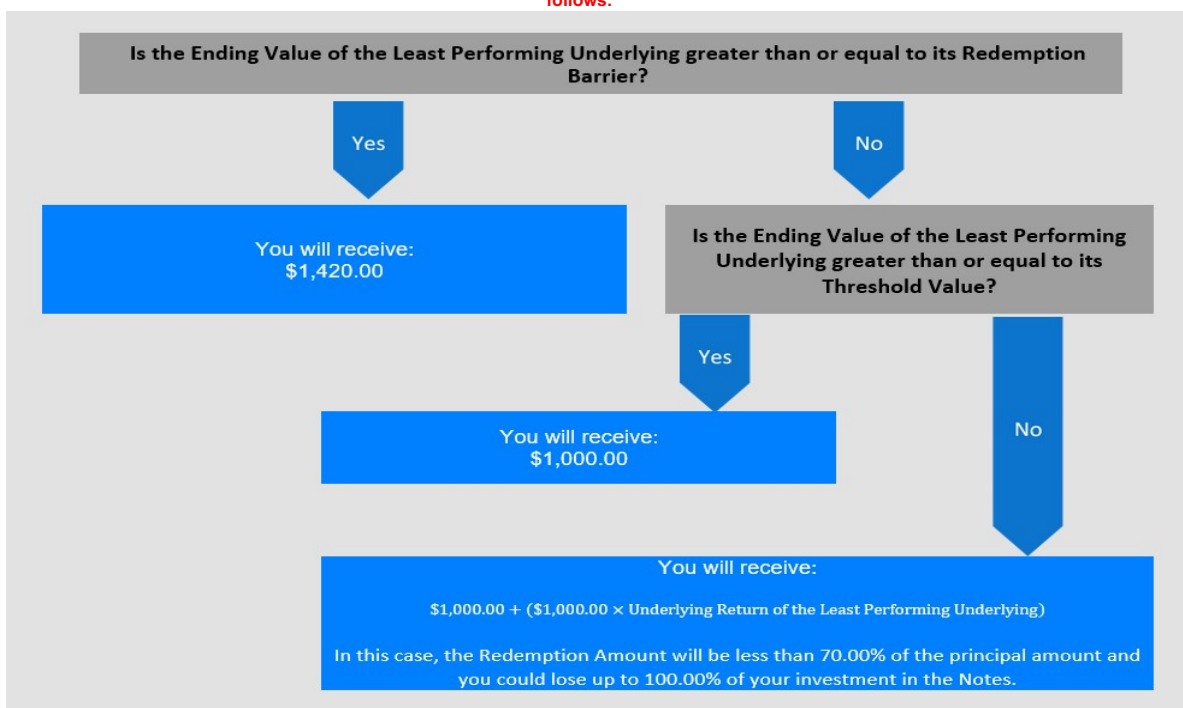 follows:
Is the Ending Value of the Least Performing Underlying greater than or equal to its Redemption
Barrier?
Yes
No
You will receive:
$1,420.00
Is the Ending Value of the Least Performing
Underlying greater than or equal to its
Threshold Value?
Yes
You will receive:
$1,000.00
No
You will receive:
$1,000.00 + ($1,000.00 × Underlying Return of the Least Performing Underlying)
In this case, the Redemption Amount will be less than 70.00% of the principal amount and
you could lose up to 100.00% of your investment in the Notes.